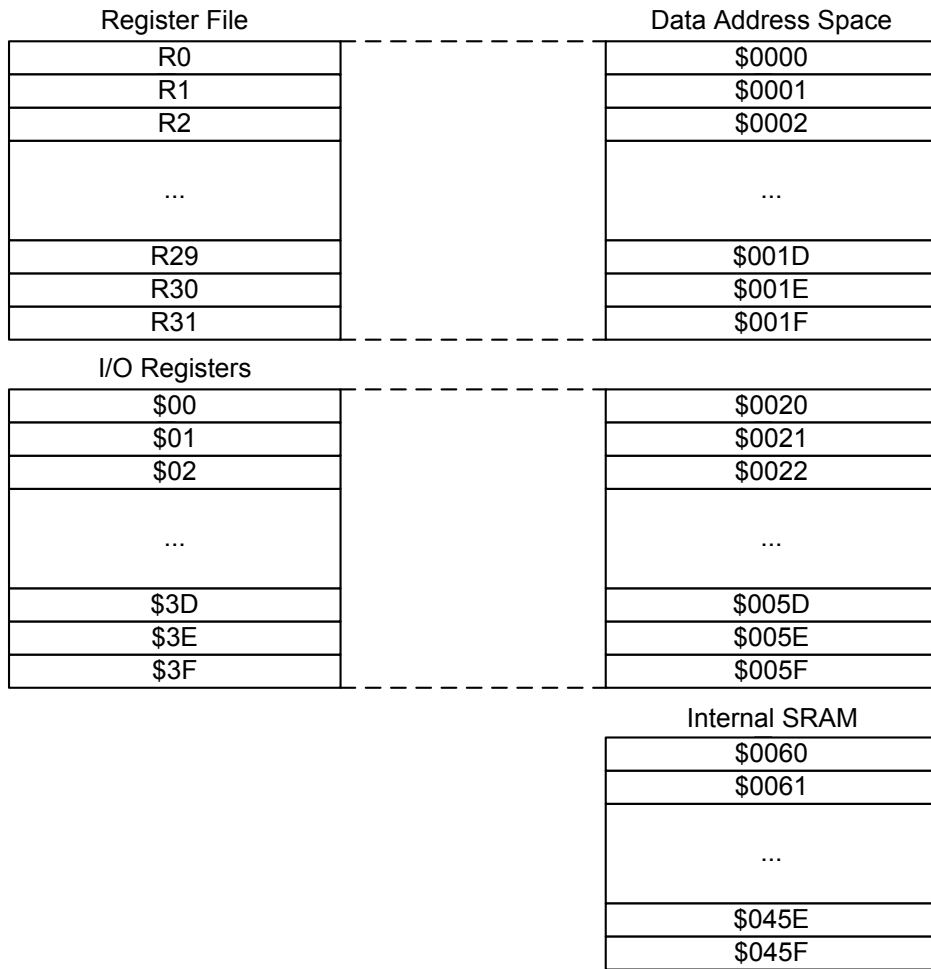 Register File
Data Address Space
R0
$0000
R1
$0001
R2
$0002
...
...
R29
$001D
R30
$001E
R31
$001F
I/O Registers
$00
$0020
$01
$0021
$02
$0022
...
...
$3D
$005D
$3E
$005E
$3F
$005F
Internal SRAM
$0060
$0061
...
$045E
$045F